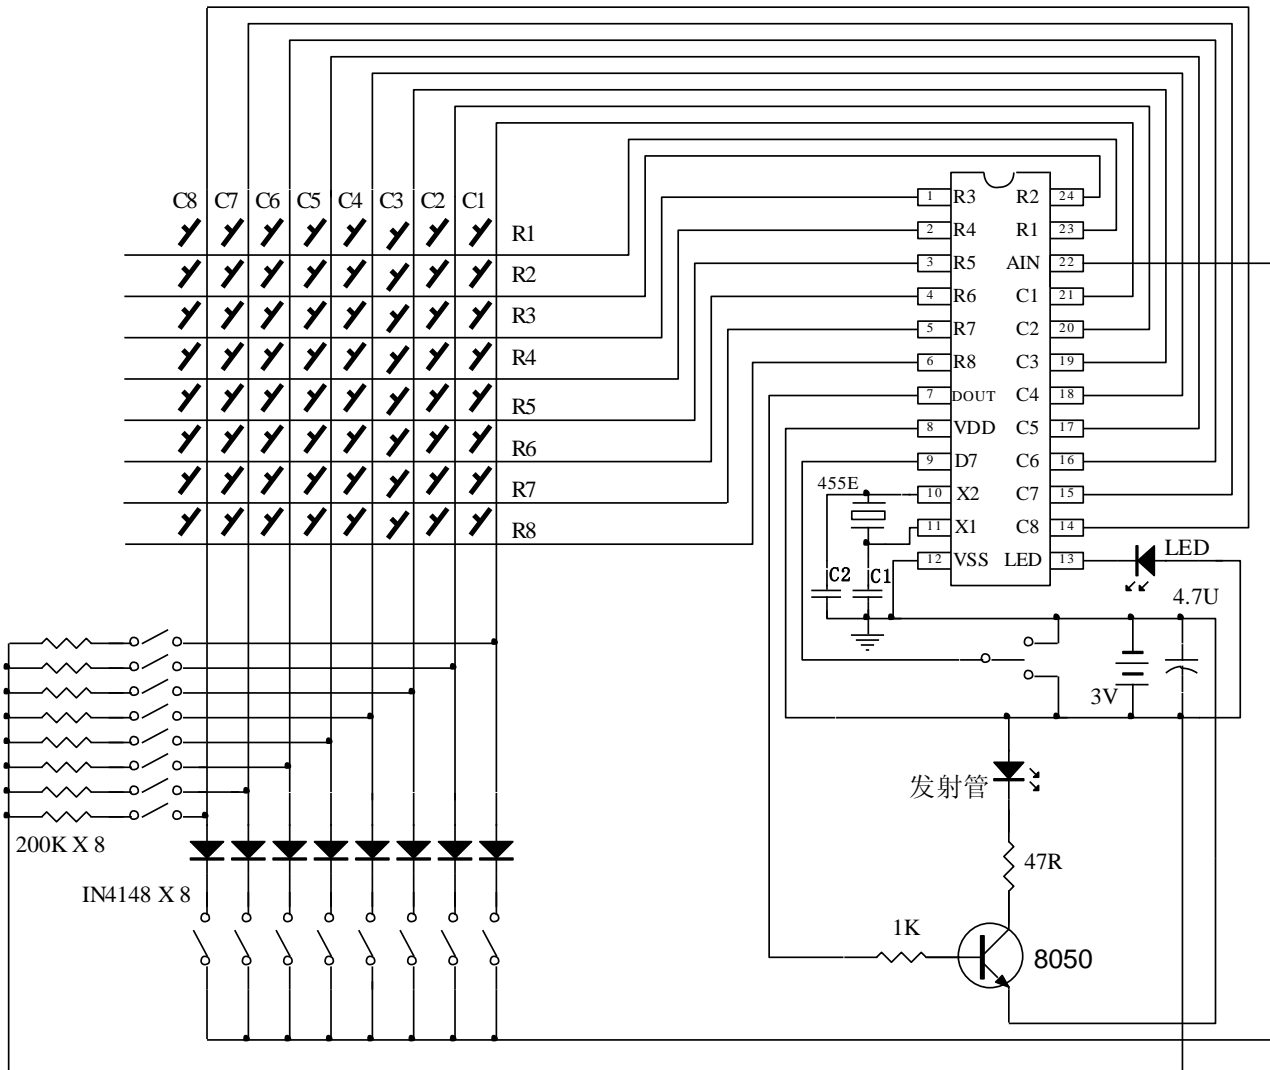 C8 C7 C6 C5 C4 C3 C2 C1
R1
R2
R3
R4
R5
R6
R7
R8
1 R3 R2 24
2 R4 R1 23
3 R5 AIN 22
4 R6 C1 21
5 R7 C2 20
6 R8 C3 19
7 DOUT C4 18
8 VDD C5 17
9 D7 C6 16
10 X2 C7 15
11 X1 C8 14
12 VSS LED 13
455E
C2 C1
LED
4.7U
3V
发射管
47R
1K
8050
200K X 8
IN4148 X 8